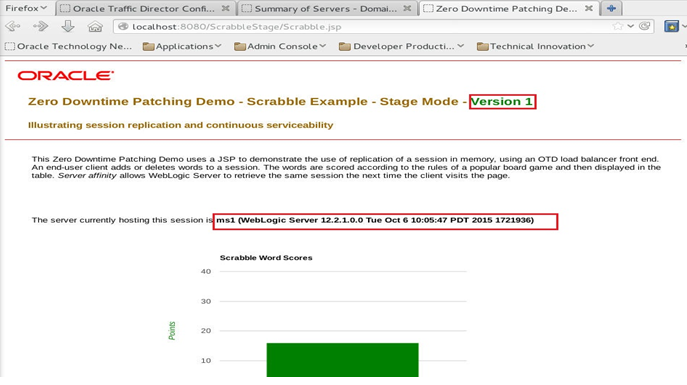 Firefox
Oracle Traffic Director Confi...
Summary of Servers - Domai...
Zero Downtime Patching De...
localhost:8080/ScrabbleStage/Scrabble.jsp
Oracle Technology Ne...
Applications
Admin Console
Developer Producti...
Technical Innovation
ORACLE
Zero Downtime Patching Demo - Scrabble Example - Stage Mode - Version 1
Illustrating session replication and continuous serviceability
This Zero Downtime Patching Demo uses a JSP to demonstrate the use of replication of a session in memory, using an OTD load balancer front end.
An end-user client adds or deletes words to a session. The words are scored according to the rules of a popular board game and then displayed in the
table. Server affinity allows WebLogic Server to retrieve the same session the next time the client visits the page.
The server currently hosting this session is ms1 (WebLogic Server 12.2.1.0.0 Tue Oct 6 10:05:47 PDT 2015 1721936)
Scrabble Word Scores
40
30
20
10
Points